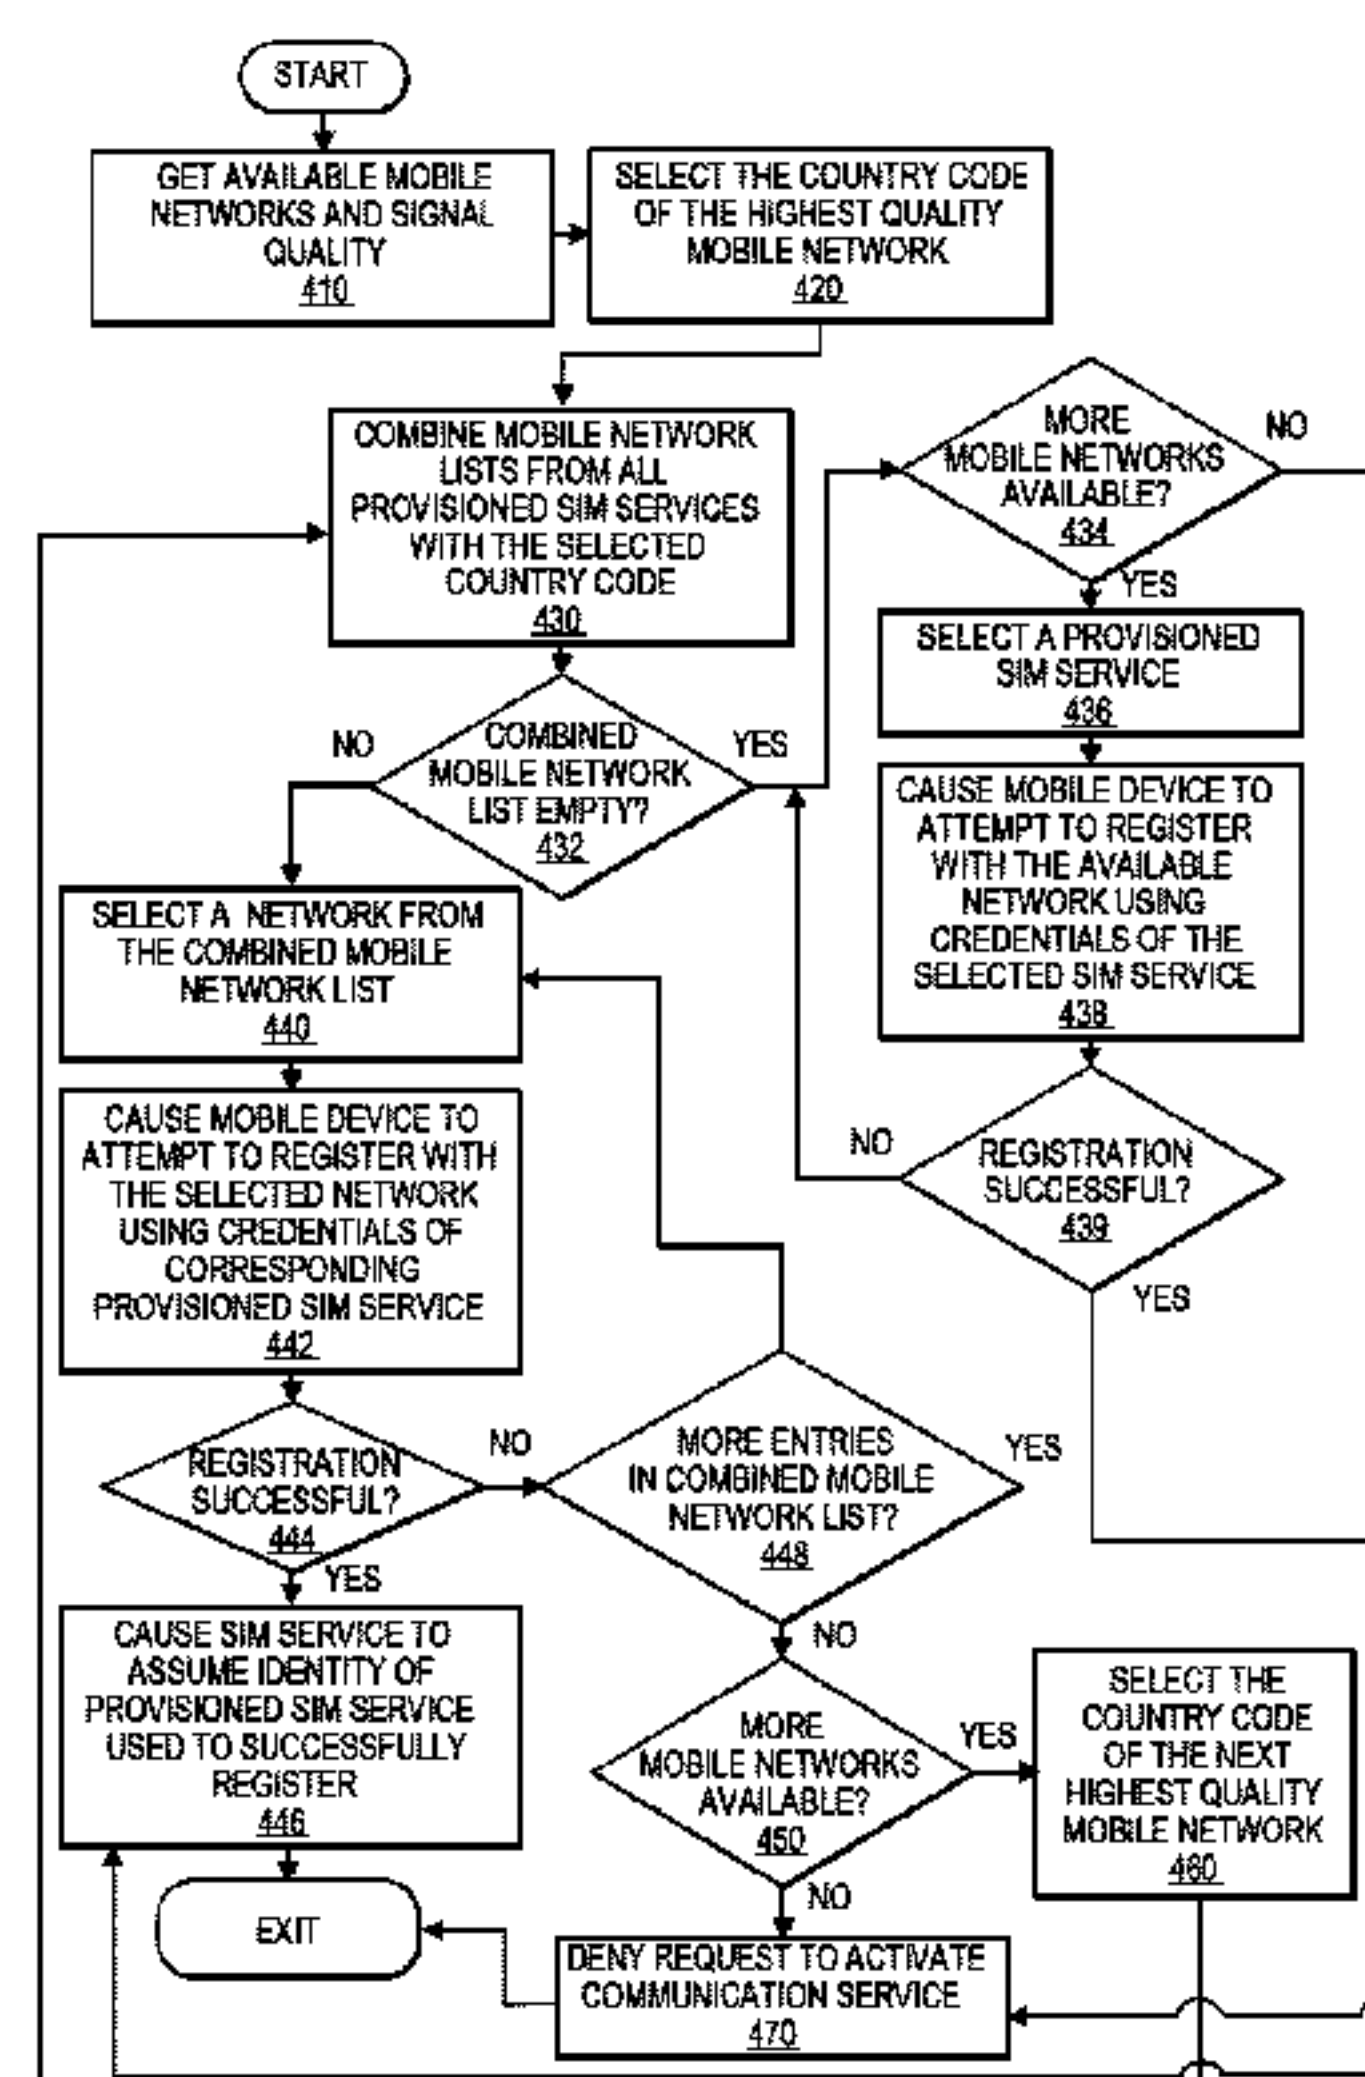 START
GET AVAILABLE MOBILE
NETWORKS AND SIGNAL
QUALITY
410
SELECT THE COUNTRY CODE
OF THE HIGHEST QUALITY
MOBILE NETWORK
420
COMBINE MOBILE NETWORK
LISTS FROM ALL
PROVISIONED SIM SERVICES
WITH THE SELECTED
COUNTRY CODE
430
MORE
MOBILE NETWORKS
AVAILABLE?
434
NO
YES
SELECT A PROVISIONED
SIM SERVICE
436
NO
COMBINED
MOBILE NETWORK
LIST EMPTY?
432
YES
CAUSE MOBILE DEVICE TO
ATTEMPT TO REGISTER
WITH THE AVAILABLE
NETWORK USING
CREDENTIALS OF THE
SELECTED SIM SERVICE
438
SELECT A NETWORK FROM
THE COMBINED MOBILE
NETWORK LIST
440
CAUSE MOBILE DEVICE TO
ATTEMPT TO REGISTER WITH
THE SELECTED NETWORK
USING CREDENTIALS OF
CORRESPONDING
PROVISIONED SIM SERVICE
442
NO
REGISTRATION
SUCCESSFUL?
439
YES
REGISTRATION
SUCCESSFUL?
444
NO
YES
MORE ENTRIES
IN COMBINED MOBILE
NETWORK LIST?
448
YES
NO
CAUSE SIM SERVICE TO
ASSUME IDENTITY OF
PROVISIONED SIM SERVICE
USED TO SUCCESSFULLY
REGISTER
446
MORE
MOBILE NETWORKS
AVAILABLE?
450
YES
NO
SELECT THE
COUNTRY CODE
OF THE NEXT
HIGHEST QUALITY
MOBILE NETWORK
460
EXIT
DENY REQUEST TO ACTIVATE
COMMUNICATION SERVICE
470